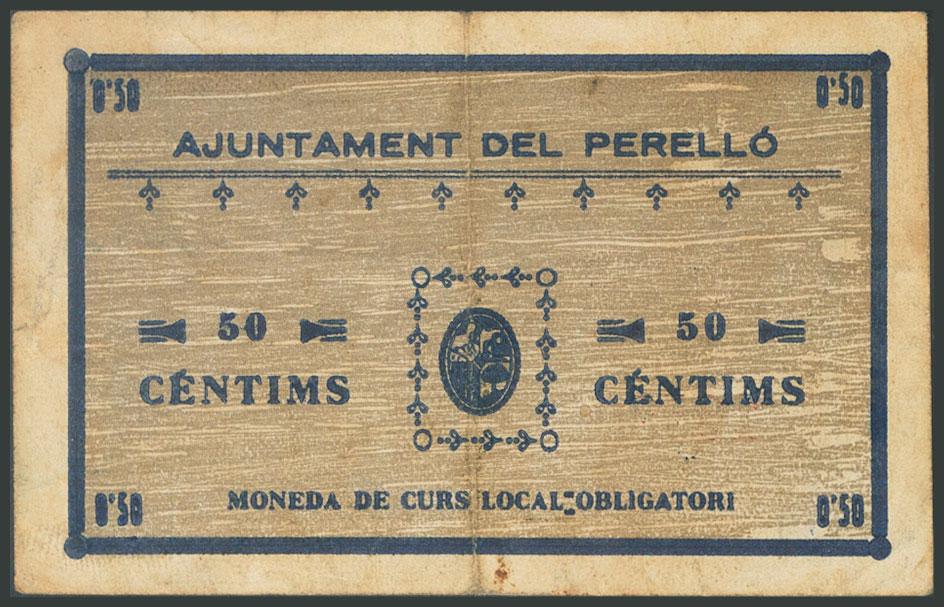 0'50 0'50
AJUNTAMENT DEL PERELLÓ
50 50
CÉNTIMS CÉNTIMS
MONEDA DE CURS LOCAL=OBLIGATORI
0'50 0'50